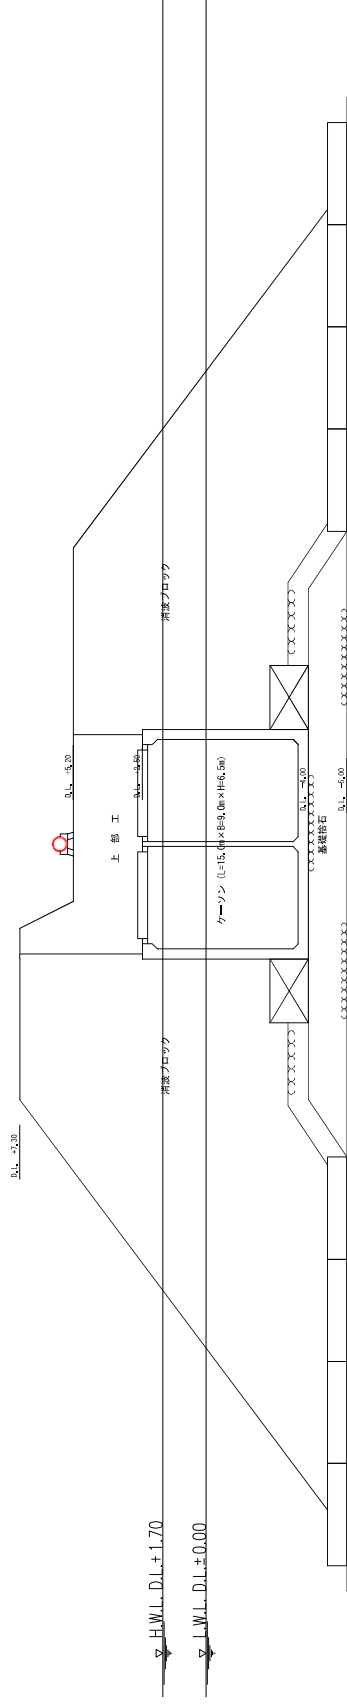 D.L. +7.30
D.L. +5.20
D.L. +2.50
上部工
消波ブロック
消波ブロック
H.W.L. D.L.+1.70
L.W.L. D.L.±0.00
ケーソン (L=15.0m×B=9.0m×H=6.5m)
D.L. -4.00
基礎捨石
D.L. -5.00